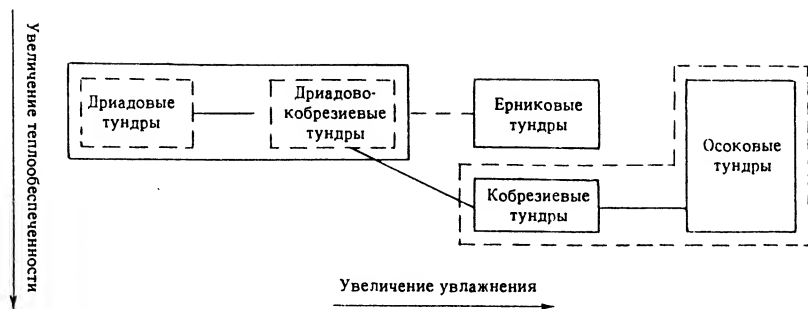 Увеличение теплообеспеченности
Дриадовые
тундры
Дриадово-
кобрезиевые
тундры
Ерниковые
тундры
Осоковые
тундры
Кобрезиевые
тундры
Увеличение увлажнения